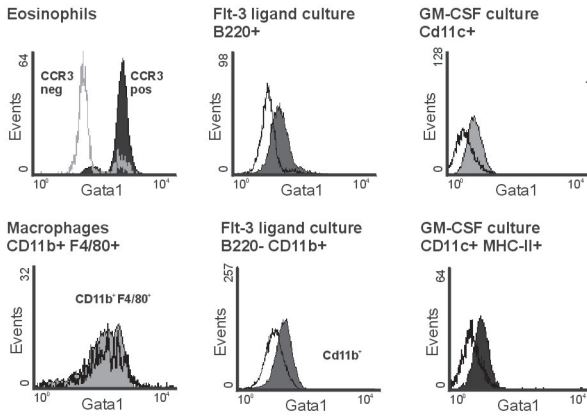 Eosinophils
64
CCR3
neg
CCR3
pos
Events
0
10⁰
10⁴
Gata1
Flt-3 ligand culture
B220+
98
Events
0
10⁰
10⁴
Gata1
GM-CSF culture
Cd11c+
128
Events
0
10⁰
10⁴
Gata1
Macrophages
CD11b+ F4/80+
32
CD11b⁺ F4/80⁺
Events
0
10⁰
10⁴
Gata1
Flt-3 ligand culture
B220- CD11b+
257
Cd11b⁻
Events
0
10⁰
10⁴
Gata1
GM-CSF culture
CD11c+ MHC-II+
64
Events
0
10⁰
Gata1